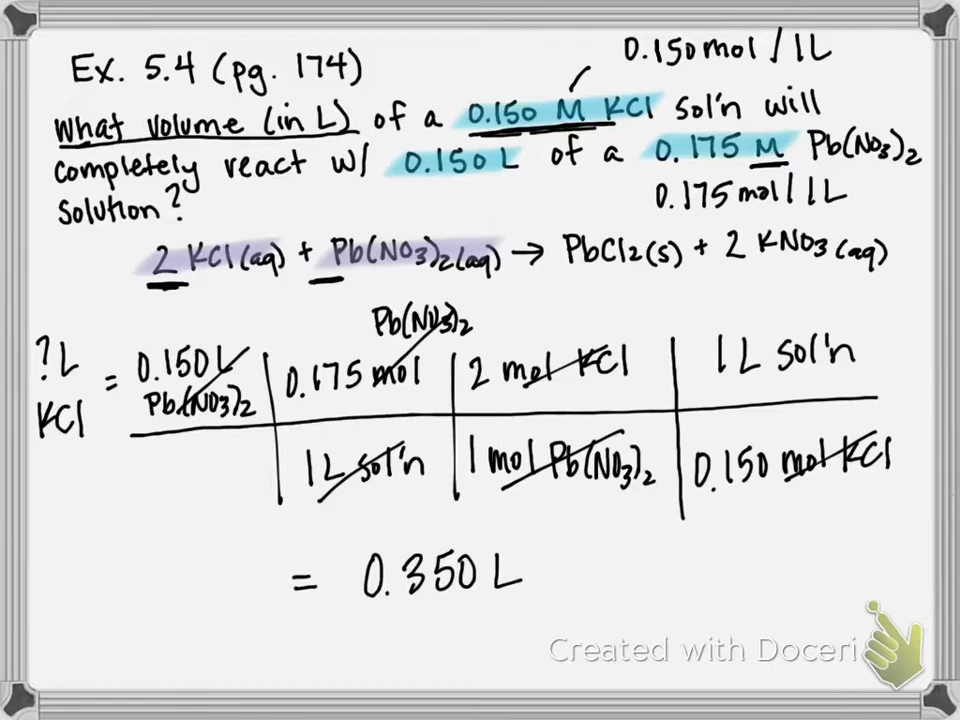 0.150 mol / 1L
Ex. 5.4 (pg. 174)
What volume (in L) of a 0.150 M KCl sol'n will
completely react w/ 0.150 L of a 0.175 M Pb(NO3)2
solution?
0.175 mol / 1L
2 KCl(aq) + Pb(NO3)2(aq) → PbCl2(s) + 2 KNO3(aq)
Pb(NO3)2
?L = 0.150 L 0.175 mol 2 mol KCl 1 L sol'n
KCl Pb(NO3)2
1 L sol'n 1 mol Pb(NO3)2 0.150 mol KCl
= 0.350 L
Created with Doceri